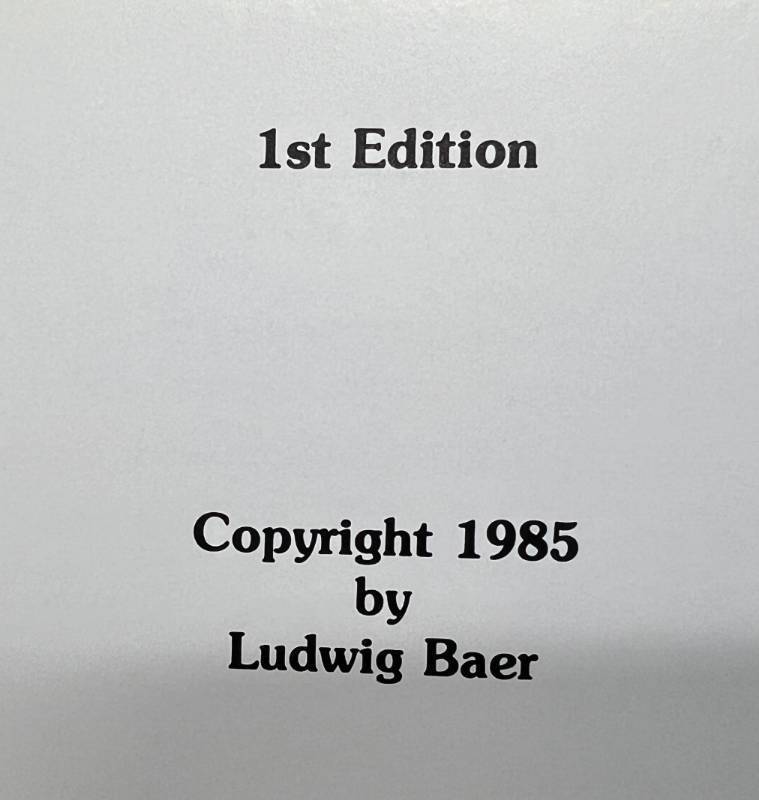 1st Edition
Copyright 1985
by
Ludwig Baer